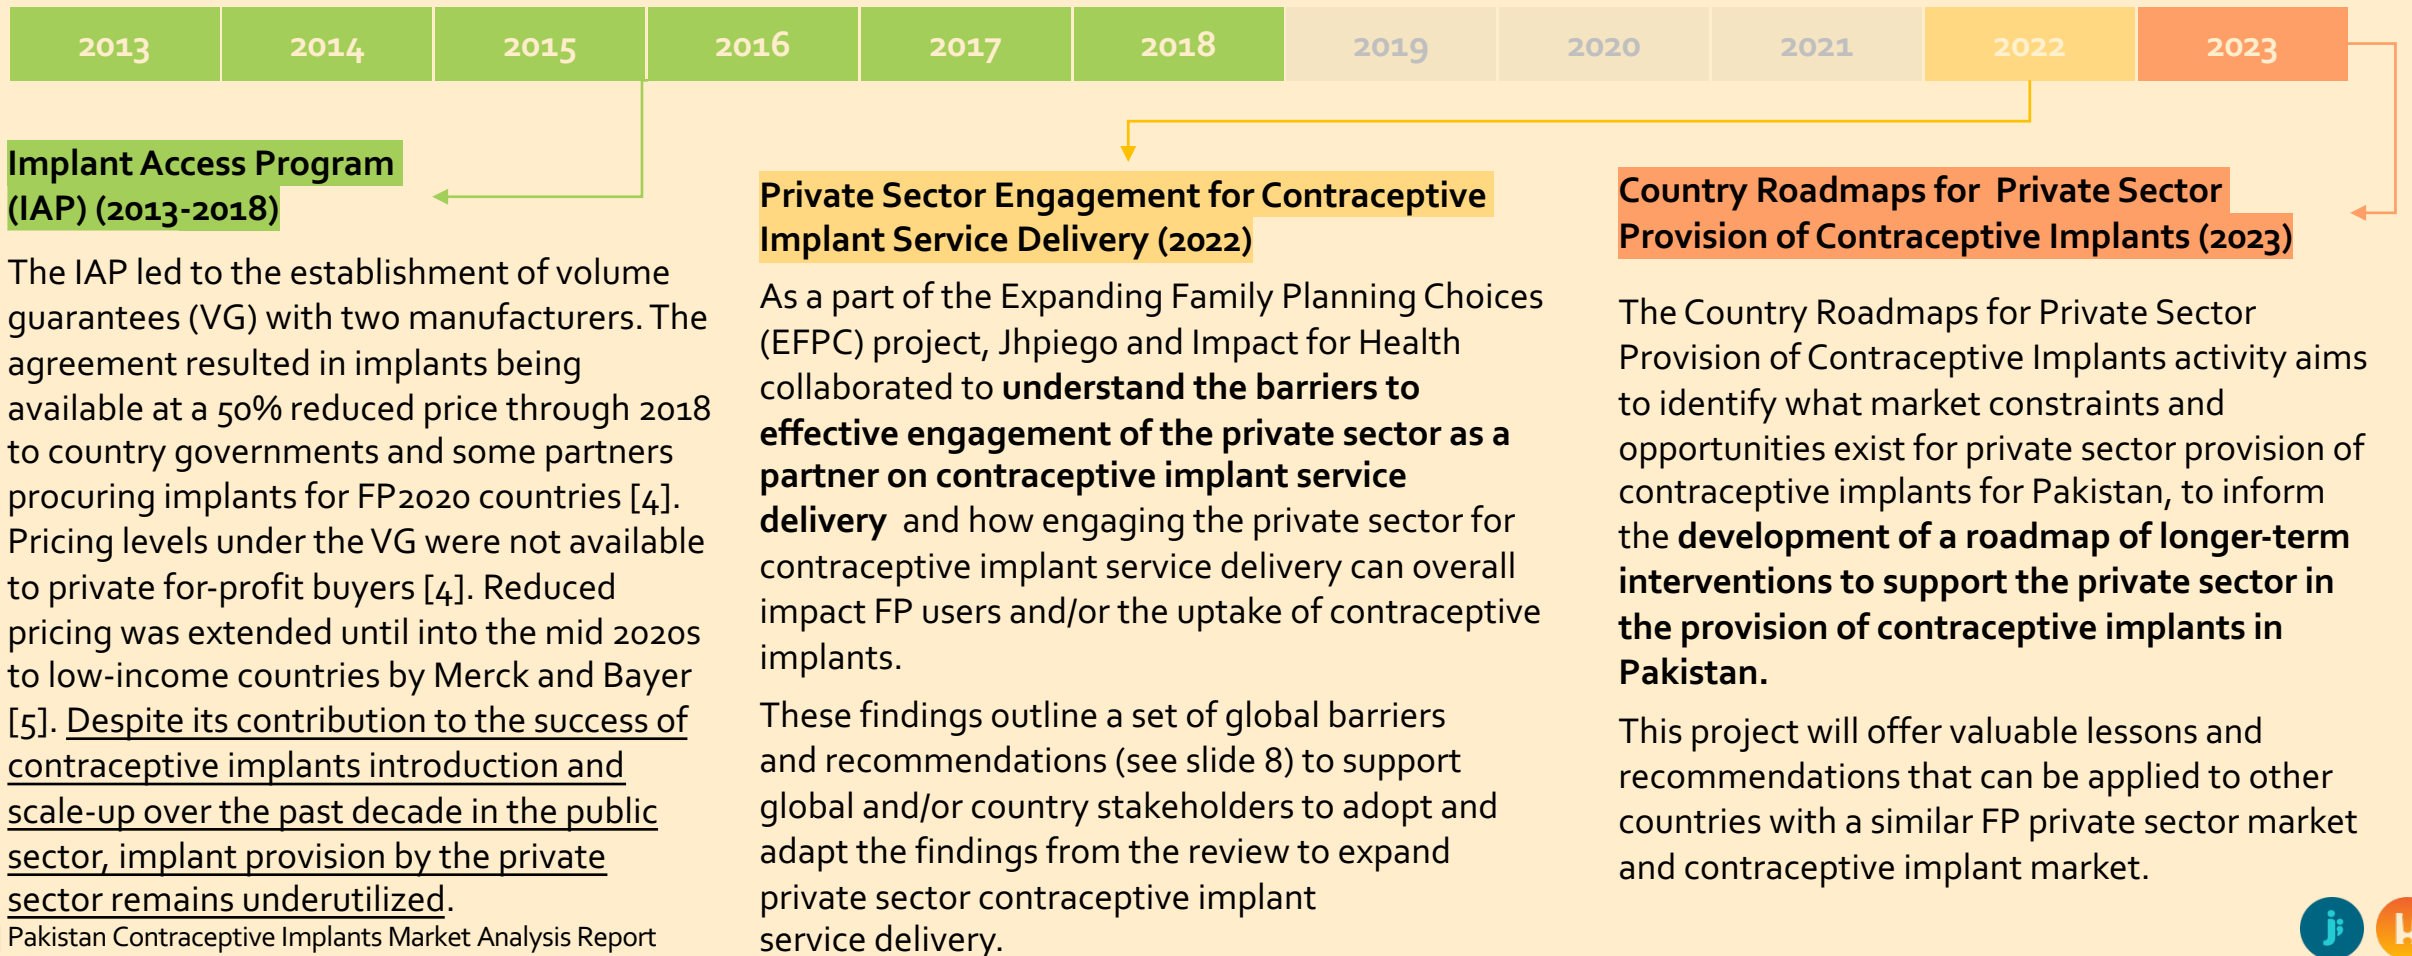 2013 2014 2015 2016 2017 2018 2019 2020 2021 2022 2023
Implant Access Program
(IAP) (2013-2018)
The IAP led to the establishment of volume
guarantees (VG) with two manufacturers. The
agreement resulted in implants being
available at a 50% reduced price through 2018
to country governments and some partners
procuring implants for FP2020 countries [4].
Pricing levels under the VG were not available
to private for-profit buyers [4]. Reduced
pricing was extended until into the mid 2020s
to low-income countries by Merck and Bayer
[5]. Despite its contribution to the success of
contraceptive implants introduction and
scale-up over the past decade in the public
sector, implant provision by the private
sector remains underutilized.
Pakistan Contraceptive Implants Market Analysis Report
Private Sector Engagement for Contraceptive
Implant Service Delivery (2022)
As a part of the Expanding Family Planning Choices
(EFPC) project, Jhpiego and Impact for Health
collaborated to understand the barriers to
effective engagement of the private sector as a
partner on contraceptive implant service
delivery and how engaging the private sector for
contraceptive implant service delivery can overall
impact FP users and/or the uptake of contraceptive
implants.
These findings outline a set of global barriers
and recommendations (see slide 8) to support
global and/or country stakeholders to adopt and
adapt the findings from the review to expand
private sector contraceptive implant
service delivery.
Country Roadmaps for Private Sector
Provision of Contraceptive Implants (2023)
The Country Roadmaps for Private Sector
Provision of Contraceptive Implants activity aims
to identify what market constraints and
opportunities exist for private sector provision of
contraceptive implants for Pakistan, to inform
the development of a roadmap of longer-term
interventions to support the private sector in
the provision of contraceptive implants in
Pakistan.
This project will offer valuable lessons and
recommendations that can be applied to other
countries with a similar FP private sector market
and contraceptive implant market.